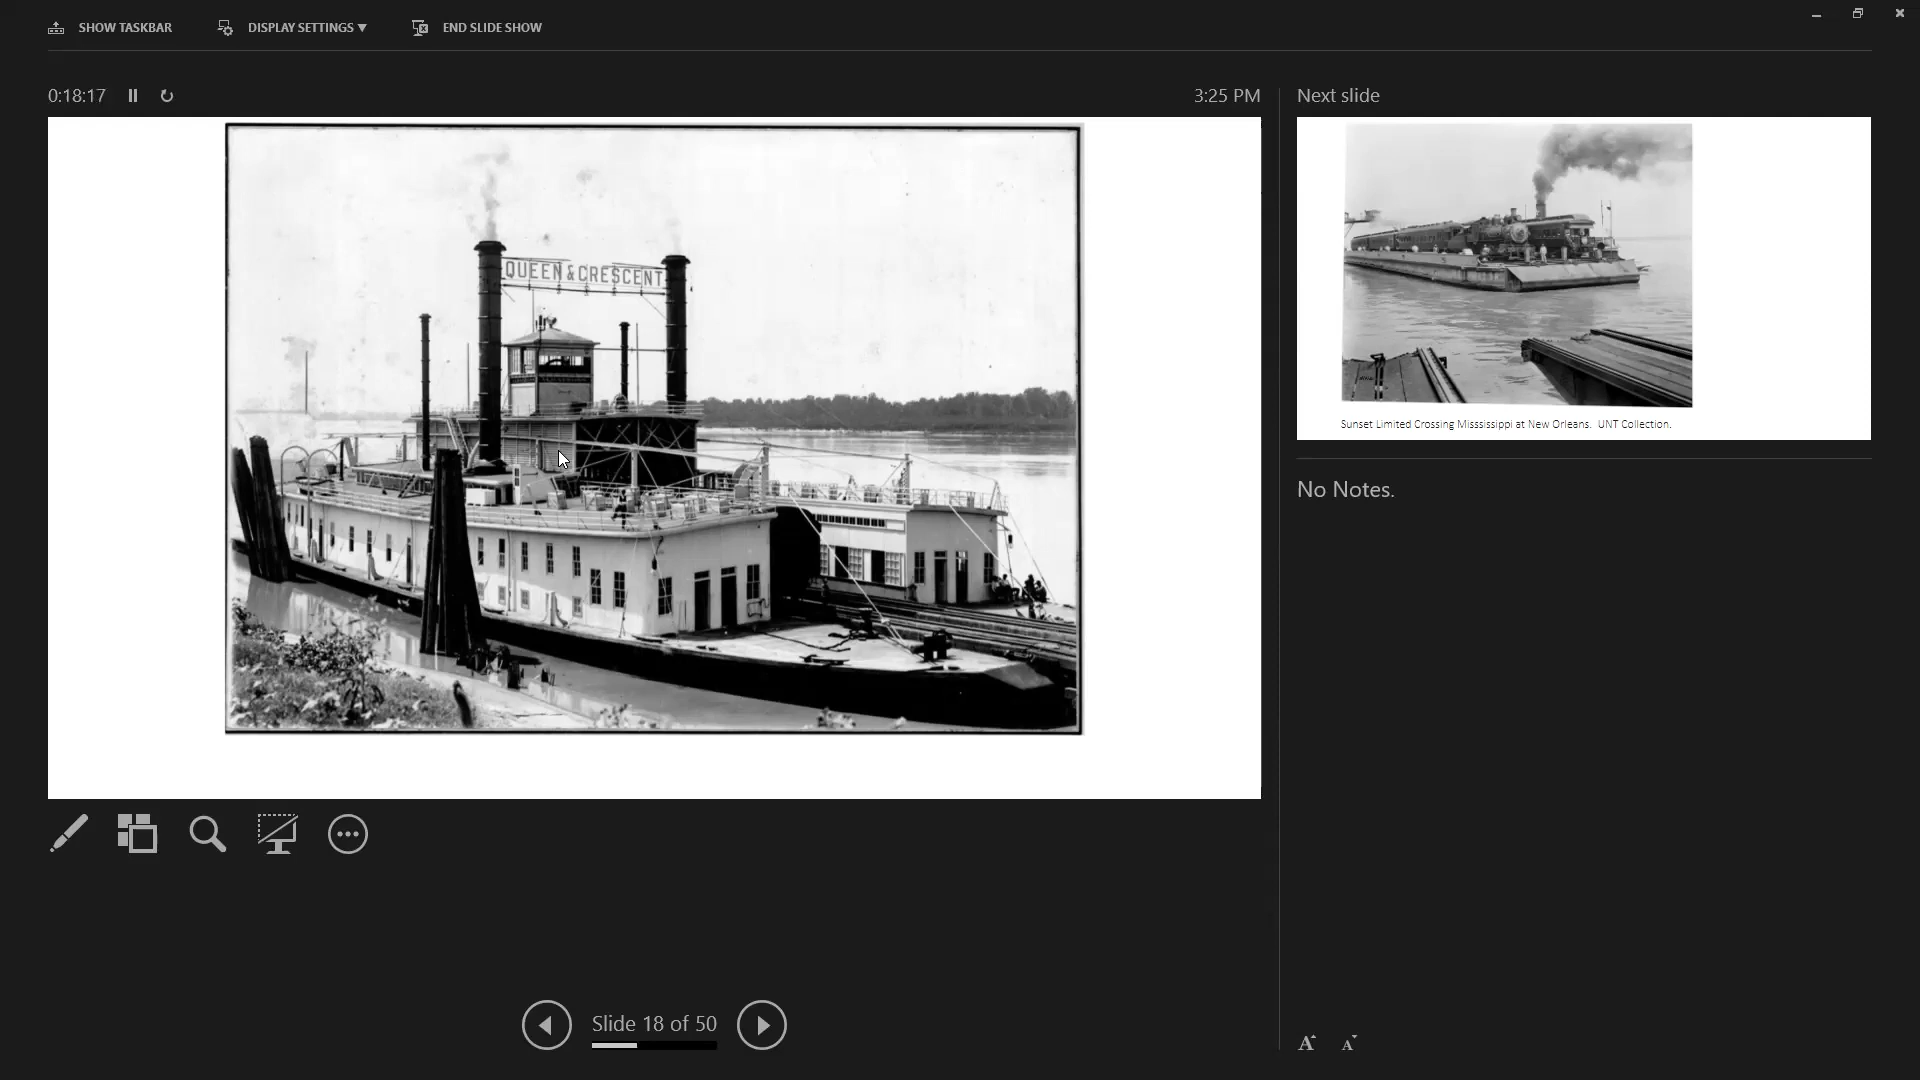 SHOW TASKBAR
DISPLAY SETTINGS ▼
END SLIDE SHOW
0:18:17
3:25 PM
Next slide
QUEEN & CRESCENT
Sunset Limited Crossing Misssissippi at New Orleans. UNT Collection.
No Notes.
Slide 18 of 50
A
A